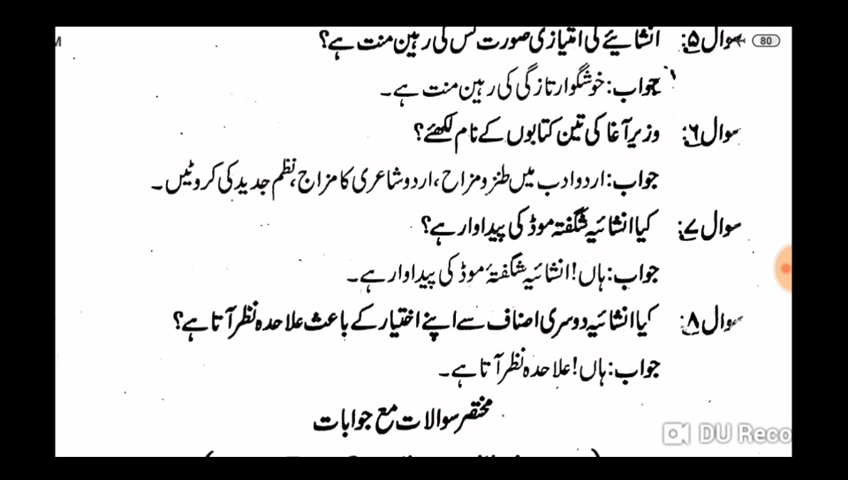 سوال ۵: انشائیے کی امتیازی صورت کس کی رہین منت ہے؟
جواب: خوشگوار تازگی کی رہین منت ہے۔
سوال ۶: وزیر آغا کی تین کتابوں کے نام لکھئے؟
جواب: اردو ادب میں طنز و مزاح، اردو شاعری کا مزاج، نظم جدید کی کروٹیں۔
سوال ۷: کیا انشائیہ شگفتہ موڈ کی پیداوار ہے؟
جواب: ہاں! انشائیہ شگفتۂ موڈ کی پیداوار ہے۔
سوال ۸: کیا انشائیہ دوسری اصناف سے اپنے اختیار کے باعث علاحدہ نظر آتا ہے؟
جواب: ہاں! علاحدہ نظر آتا ہے۔
مختصر سوالات مع جوابات
80
M
DU Reco